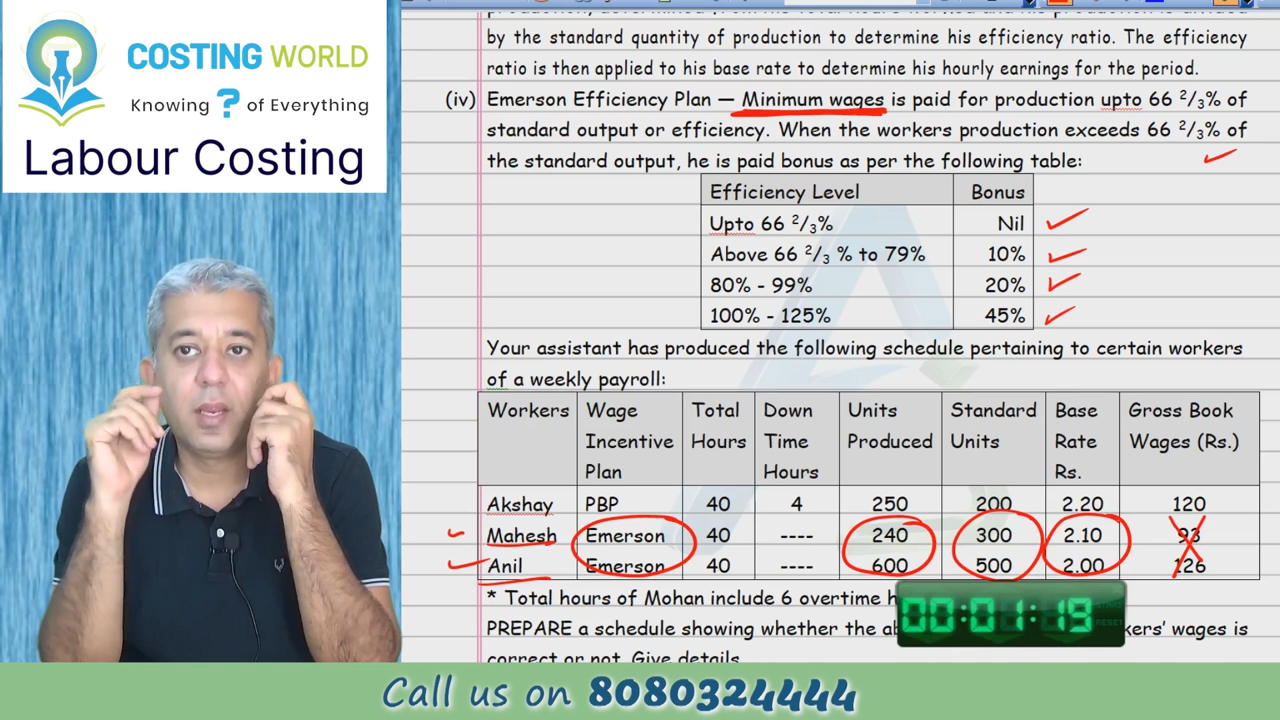 COSTING WORLD
Knowing ? of Everything
Labour Costing
by the standard quantity of production to determine his efficiency ratio. The efficiency
ratio is then applied to his base rate to determine his hourly earnings for the period.
(iv) Emerson Efficiency Plan — Minimum wages is paid for production upto 66 2/3% of
standard output or efficiency. When the workers production exceeds 66 2/3% of
the standard output, he is paid bonus as per the following table:
Efficiency Level Bonus
Upto 66 2/3% Nil
Above 66 2/3 % to 79% 10%
80% - 99% 20%
100% - 125% 45%
Your assistant has produced the following schedule pertaining to certain workers
of a weekly payroll:
Workers Wage Total Down Units Standard Base Gross Book
Incentive Hours Time Produced Units Rate Wages (Rs.)
Plan Hours Rs.
Akshay PBP 40 4 250 200 2.20 120
Mahesh Emerson 40 ---- 240 300 2.10 93
Anil Emerson 40 ---- 600 500 2.00 126
* Total hours of Mohan include 6 overtime
00:01:19
PREPARE a schedule showing whether the wages is
correct or not. Give details
Call us on 8080324444